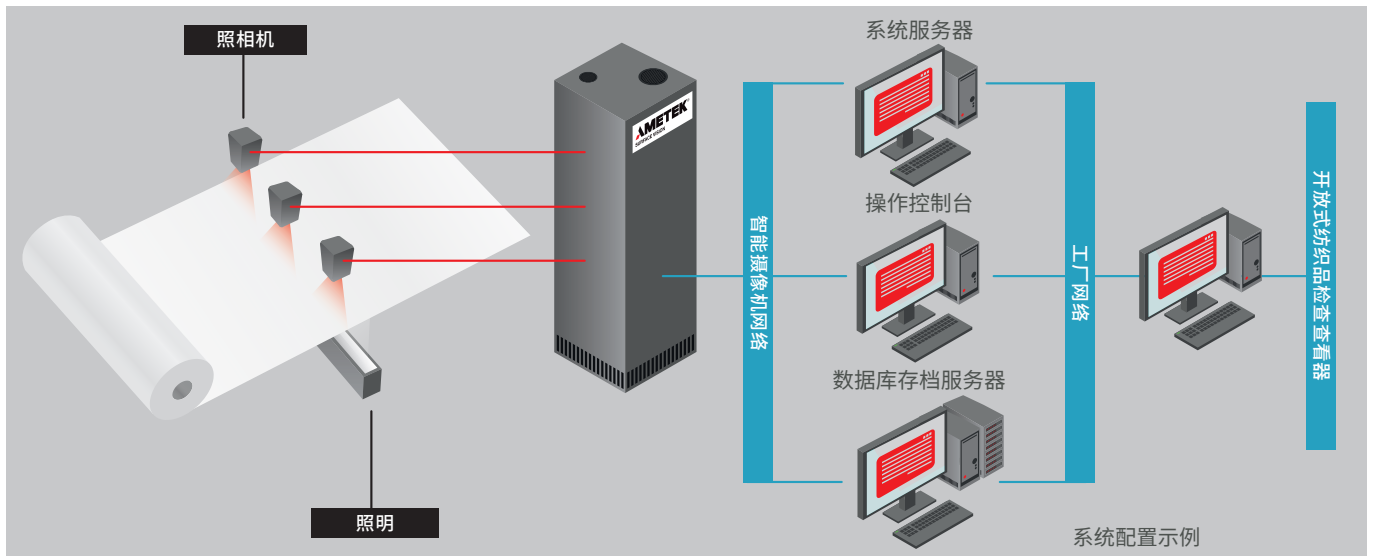 照相机
系统服务器
AMETEK
SURFACE VISION
操作控制台
智能摄像机网络
工厂网络
开放式纺织品检查查看器
数据库存档服务器
照明
系统配置示例